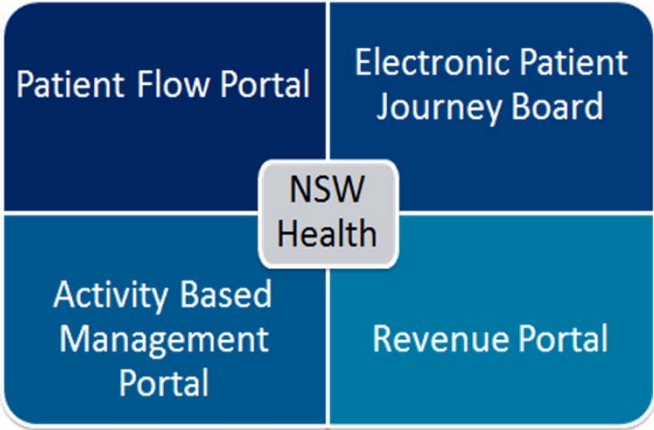 Patient Flow Portal
Electronic Patient
Journey Board
NSW
Health
Activity Based
Management
Portal
Revenue Portal